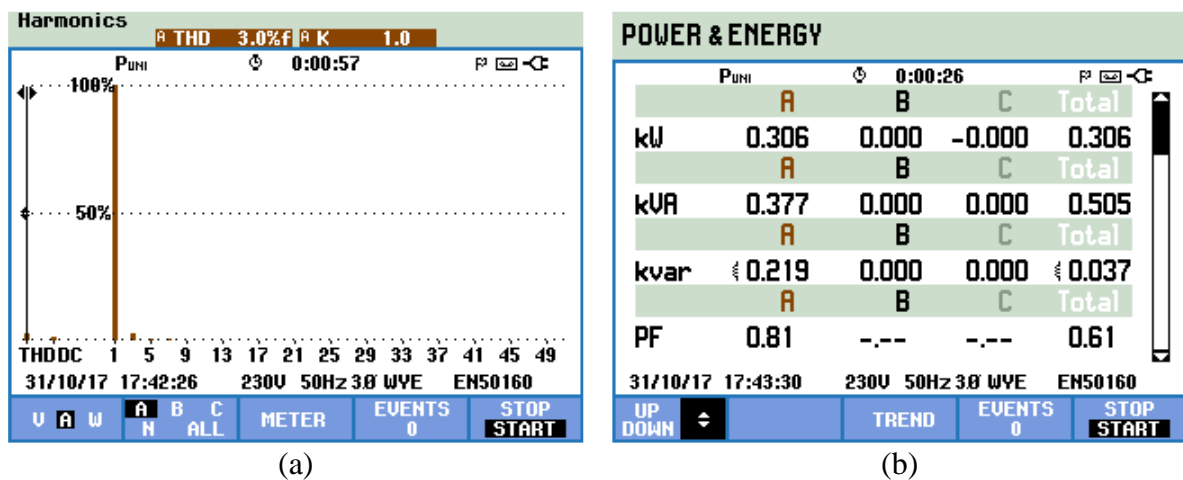 Harmonics
A THD 3.0%f A K 1.0
PUNI 0:00:57
100%
50%
THDDC 1 5 9 13 17 21 25 29 33 37 41 45 49
31/10/17 17:42:26 230V 50Hz 3Ø WYE EN50160
V A W A B C N ALL METER EVENTS 0 STOP START
(a)
POWER & ENERGY
PUNI 0:00:26
A B C Total
kW 0.306 0.000 -0.000 0.306
A B C Total
kVA 0.377 0.000 0.000 0.505
A B C Total
kvar 0.219 0.000 0.000 0.037
A B C Total
PF 0.81 -.-- -.-- 0.61
31/10/17 17:43:30 230V 50Hz 3Ø WYE EN50160
UP DOWN TREND EVENTS 0 STOP START
(b)